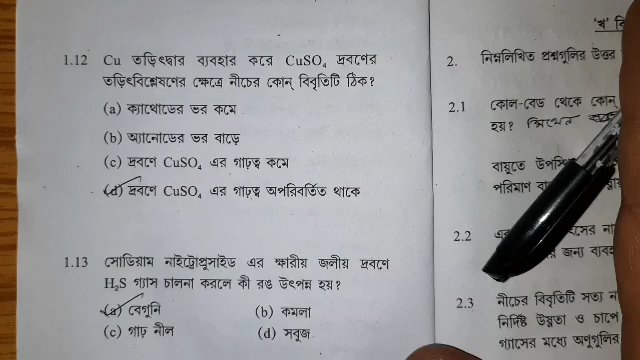 1.12 Cu তড়িদ্দ্বার ব্যবহার করে CuSO₄ দ্রবণের
তড়িৎবিশ্লেষণের ক্ষেত্রে নীচের কোন্ বিবৃতিটি ঠিক?
(a) ক্যাথোডের ভর কমে
(b) অ্যানোডের ভর বাড়ে
(c) দ্রবণে CuSO₄ এর গাঢ়ত্ব কমে
(d) দ্রবণে CuSO₄ এর গাঢ়ত্ব অপরিবর্তিত থাকে
1.13 সোডিয়াম নাইট্রোপ্রুসাইড এর ক্ষারীয় জলীয় দ্রবণে
H₂S গ্যাস চালনা করলে কী রঙ উৎপন্ন হয়?
(a) বেগুনি (b) কমলা
(c) গাঢ় নীল (d) সবুজ
'খ'
2. নিম্নলিখিত প্রশ্নগুলির উত্তর
2.1 কোল-বেড থেকে কোন্
হয়?
বায়ুতে
পরিমাণ
2.2
জন্য
2.3 নীচের বিবৃতিটি সত্য
নির্দিষ্ট উষ্ণতা ও চাপে
গ্যাসের মধ্যে অণুগুলির